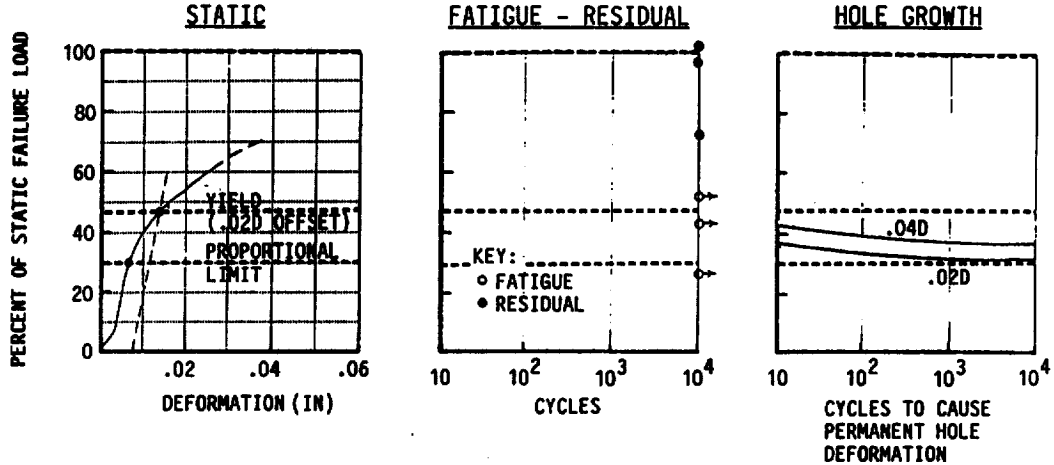 STATIC
FATIGUE - RESIDUAL
HOLE GROWTH
PERCENT OF STATIC FAILURE LOAD
100
80
60
40
20
0
YIELD
(.02D OFFSET)
PROPORTIONAL
LIMIT
.02
.04
.06
DEFORMATION (IN)
KEY:
○ FATIGUE
● RESIDUAL
10
10²
10³
10⁴
CYCLES
.04D
.02D
10
10²
10³
10⁴
CYCLES TO CAUSE
PERMANENT HOLE
DEFORMATION